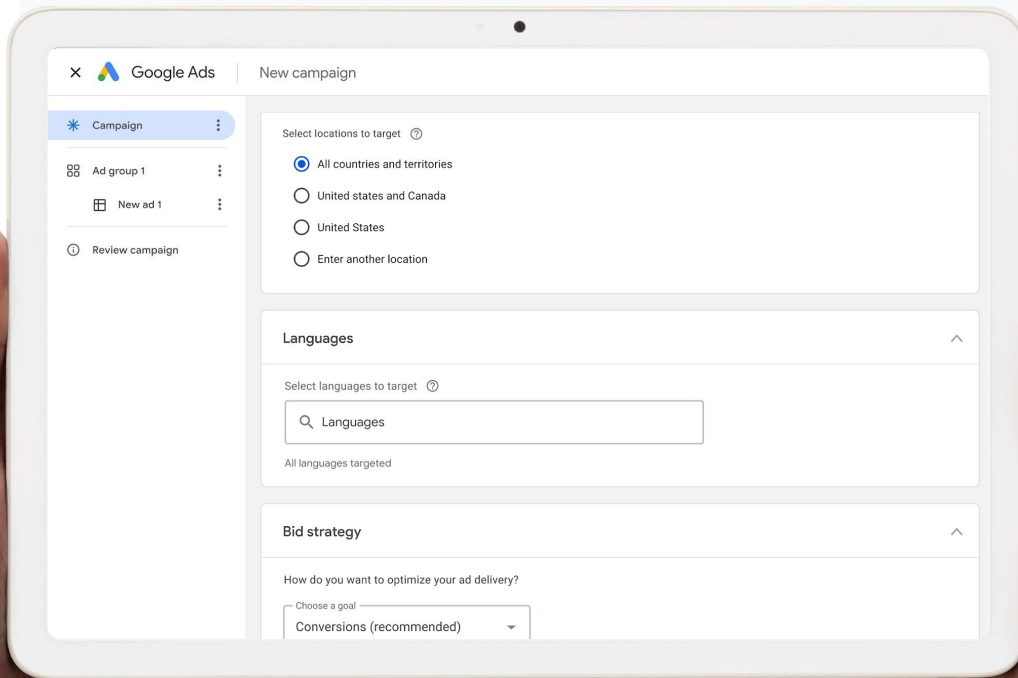 Google Ads
New campaign
Campaign
Ad group 1
New ad 1
Review campaign
Select locations to target
All countries and territories
United states and Canada
United States
Enter another location
Languages
Select languages to target
Languages
All languages targeted
Bid strategy
How do you want to optimize your ad delivery?
Choose a goal
Conversions (recommended)